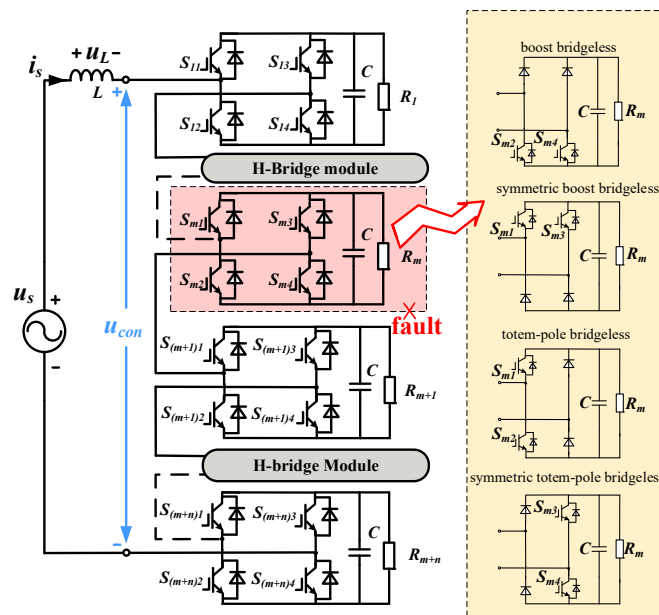 + u_L -
i_s
L
+
u_s
+
-
u_con
-
S_11
S_13
S_12
S_14
C
R_1
H-Bridge module
S_m1
S_m3
S_m2
S_m4
C
R_m
fault
S_(m+1)1
S_(m+1)3
S_(m+1)2
S_(m+1)4
C
R_m+1
H-bridge Module
S_(m+n)1
S_(m+n)3
S_(m+n)2
S_(m+n)4
C
R_m+n
boost bridgeless
S_m2
S_m4
C
R_m
symmetric boost bridgeless
S_m1
S_m3
C
R_m
totem-pole bridgeless
S_m1
S_m2
C
R_m
symmetric totem-pole bridgeless
S_m3
S_m4
C
R_m